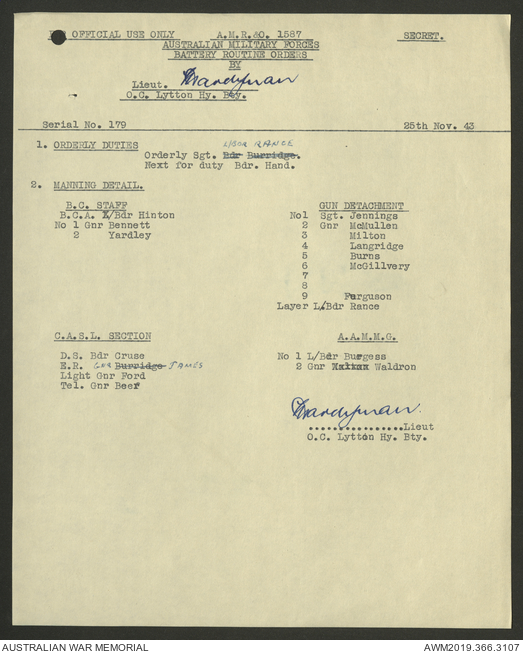 OFFICIAL USE ONLY A.M.R.&O. 1587 SECRET.
AUSTRALIAN MILITARY FORCES
BATTERY ROUTINE ORDERS
BY
Lieut. Hardyman
O.C. Lytton Hy. Bty.
Serial No. 179 25th Nov. 43
1. ORDERLY DUTIES
L/BDR RANCE
Orderly Sgt. Bdr Burridge.
Next for duty Bdr. Hand.
2. MANNING DETAIL.
B.C. STAFF
B.C.A. L/Bdr Hinton
No 1 Gnr Bennett
2 Yardley
GUN DETACHMENT
No1 Sgt. Jennings
2 Gnr McMullen
3 Milton
4 Langridge
5 Burns
6 McGillvery
7
8
9 Ferguson
Layer L/Bdr Rance
C.A.S.L. SECTION
D.S. Bdr Cruse
E.R. GNR Burridge JAMES
Light Gnr Ford
Tel. Gnr Beer
A.A.M.M.G.
No 1 L/Bdr Burgess
2 Gnr Waldron
Hardyman.
................Lieut
O.C. Lytton Hy. Bty.
AUSTRALIAN WAR MEMORIAL AWM2019.366.3107